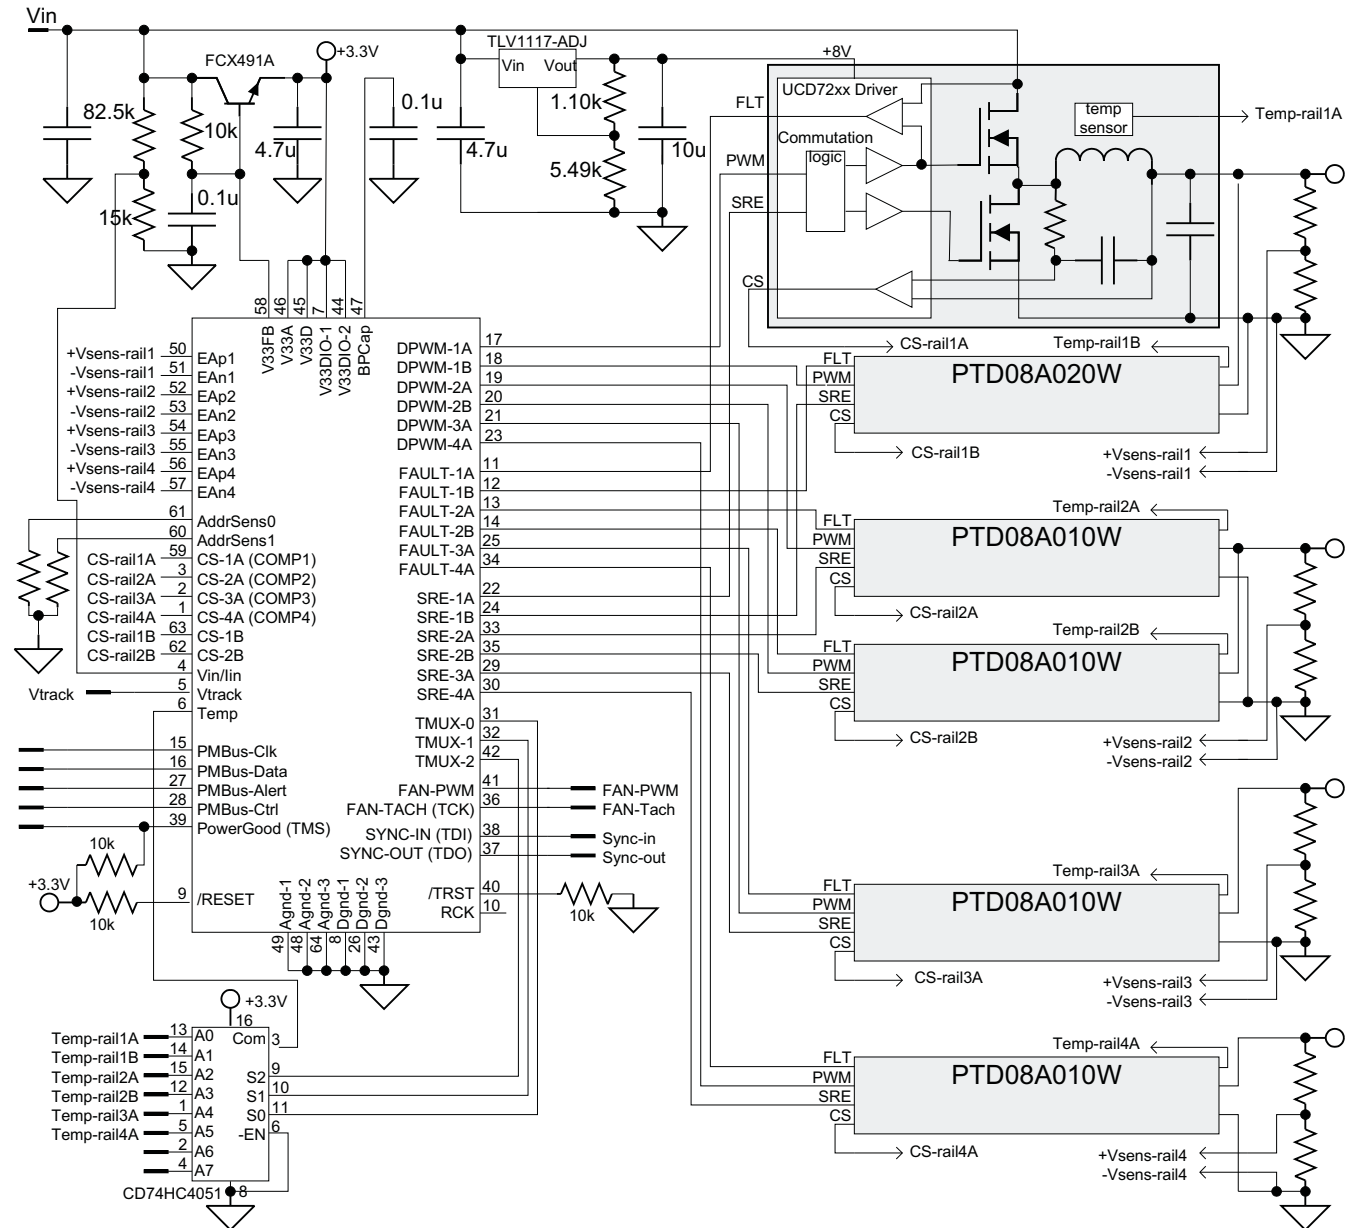 Vin
FCX491A
+3.3V
TLV1117-ADJ
Vin Vout
+8V
82.5k
10k
4.7u
0.1u
4.7u
1.10k
5.49k
10u
15k
0.1u
UCD72xx Driver
FLT
Commutation
logic
PWM
SRE
CS
temp
sensor
Temp-rail1A
58 46 45 7 44 47
V33FB V33A V33D V33DIO-1 V33DIO-2 BPCap
+Vsens-rail1 50 EAp1
-Vsens-rail1 51 EAn1
+Vsens-rail2 52 EAp2
-Vsens-rail2 53 EAn2
+Vsens-rail3 54 EAp3
-Vsens-rail3 55 EAn3
+Vsens-rail4 56 EAp4
-Vsens-rail4 57 EAn4
61 AddrSens0
60 AddrSens1
CS-rail1A 59 CS-1A (COMP1)
CS-rail2A 3 CS-2A (COMP2)
CS-rail3A 2 CS-3A (COMP3)
CS-rail4A 1 CS-4A (COMP4)
CS-rail1B 63 CS-1B
CS-rail2B 62 CS-2B
4 Vin/Iin
Vtrack 5 Vtrack
6 Temp
15 PMBus-Clk
16 PMBus-Data
27 PMBus-Alert
28 PMBus-Ctrl
39 PowerGood (TMS)
10k
+3.3V
10k
9 /RESET
DPWM-1A 17
DPWM-1B 18
DPWM-2A 19
DPWM-2B 20
DPWM-3A 21
DPWM-4A 23
FAULT-1A 11
FAULT-1B 12
FAULT-2A 13
FAULT-2B 14
FAULT-3A 25
FAULT-4A 34
SRE-1A 22
SRE-1B 24
SRE-2A 33
SRE-2B 35
SRE-3A 29
SRE-4A 30
TMUX-0 31
TMUX-1 32
TMUX-2 42
FAN-PWM 41 FAN-PWM
FAN-TACH (TCK) 36 FAN-Tach
SYNC-IN (TDI) 38 Sync-in
SYNC-OUT (TDO) 37 Sync-out
/TRST 40
10k
RCK 10
Agnd-1 Agnd-2 Agnd-3 Dgnd-1 Dgnd-2 Dgnd-3
49 48 64 8 26 43
CS-rail1A
Temp-rail1B
FLT
PWM
SRE
CS
PTD08A020W
CS-rail1B
+Vsens-rail1
-Vsens-rail1
Temp-rail2A
FLT
PWM
SRE
CS
PTD08A010W
CS-rail2A
Temp-rail2B
FLT
PWM
SRE
CS
PTD08A010W
CS-rail2B
+Vsens-rail2
-Vsens-rail2
Temp-rail3A
FLT
PWM
SRE
CS
PTD08A010W
CS-rail3A
+Vsens-rail3
-Vsens-rail3
Temp-rail4A
FLT
PWM
SRE
CS
PTD08A010W
CS-rail4A
+Vsens-rail4
-Vsens-rail4
+3.3V
16
Com 3
Temp-rail1A 13 A0
Temp-rail1B 14 A1
Temp-rail2A 15 A2
Temp-rail2B 12 A3
Temp-rail3A 1 A4
Temp-rail4A 5 A5
2 A6
4 A7
S2 9
S1 10
S0 11
-EN 6
CD74HC4051 8